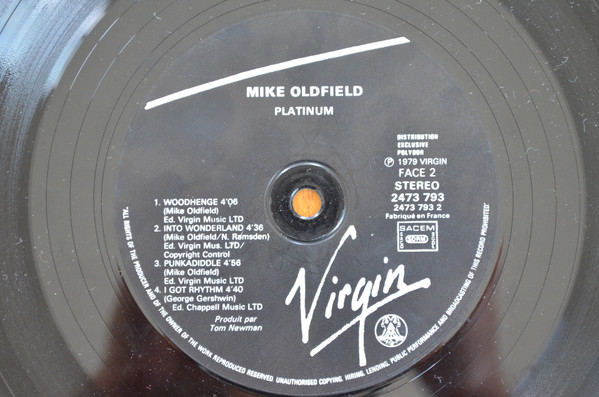 MIKE OLDFIELD
PLATINUM
DISTRIBUTION
EXCLUSIVE
POLYDOR
Ⓟ 1979 VIRGIN
FACE 2
STEREO
2473 793
2473 793 2
Fabriqué en France
SACEM
SDRM
1. WOODHENGE 4'06
(Mike Oldfield)
Ed. Virgin Music LTD
2. INTO WONDERLAND 4'36
(Mike Oldfield/N. Ramsden)
Ed. Virgin Mus. LTD/
Copyright Control
3. PUNKADIDDLE 4'56
(Mike Oldfield)
Ed. Virgin Music LTD
4. I GOT RHYTHM 4'40
(George Gershwin)
Ed. Chappell Music LTD
Produit par
Tom Newman
Virgin
"ALL RIGHTS OF THE PRODUCER AND OF THE OWNER OF THE WORK REPRODUCED RESERVED. UNAUTHORISED COPYING, HIRING, LENDING, PUBLIC PERFORMANCE AND BROADCASTING OF THIS RECORD PROHIBITED"